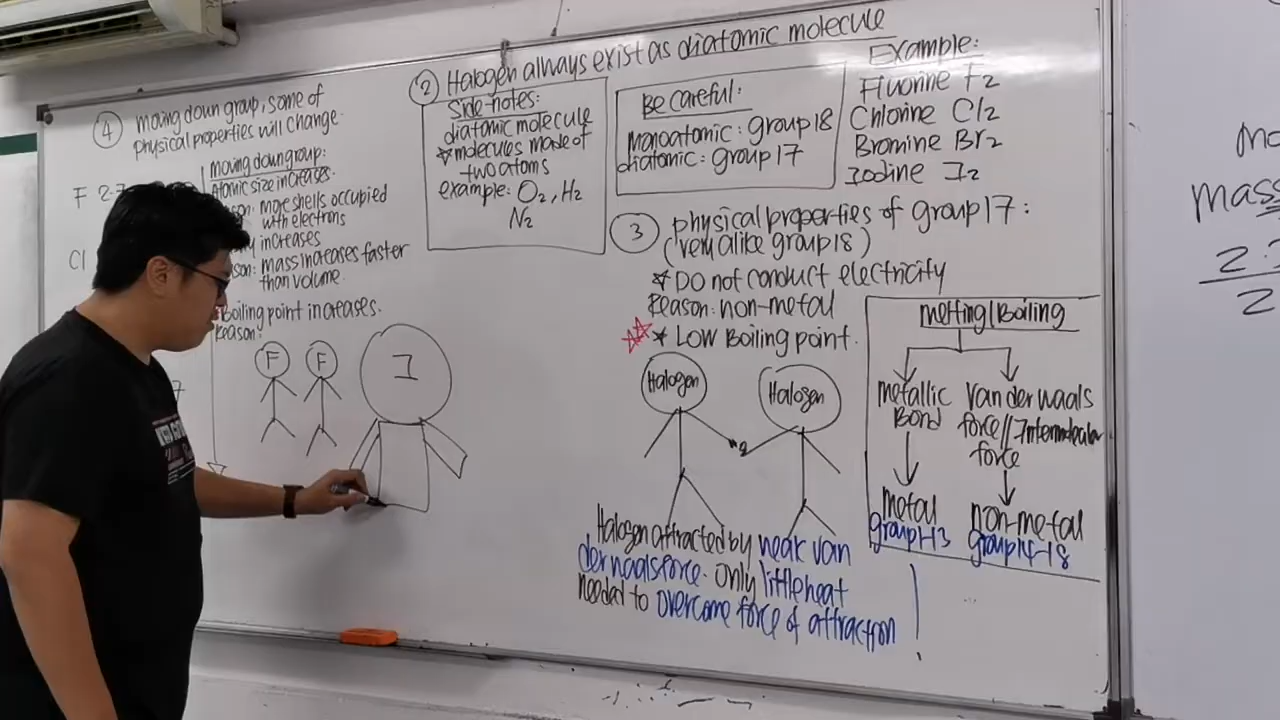 4
moving down group, some of
physical properties will change.
moving down group:
Atomic size increases.
: more shells occupied
with electrons
increases
: mass increases faster
than volume.
Boiling point increases.
reason:
F
Cl
F
F
I
2
Halogen always exist as diatomic molecule
Side-notes:
diatomic molecule
molecules made of
two atoms
example: O2, H2
N2
Be careful:
Monoatomic: group 18
diatomic: group 17
Example:
Fluorine F2
Chlorine Cl2
Bromine Br2
Iodine I2
3
physical properties of group 17:
(very alike group 18)
* Do not conduct electricity
Reason: non-metal
* LOW Boiling point.
Halogen
Halogen
Halogen attracted by weak van
der waals force. Only little heat
needed to overcome force of attraction
melting/Boiling
metallic
Bond
metal
group 1-13
Van der waals
force//Intermolecular
force
non-metal
group 14-18
mass
2